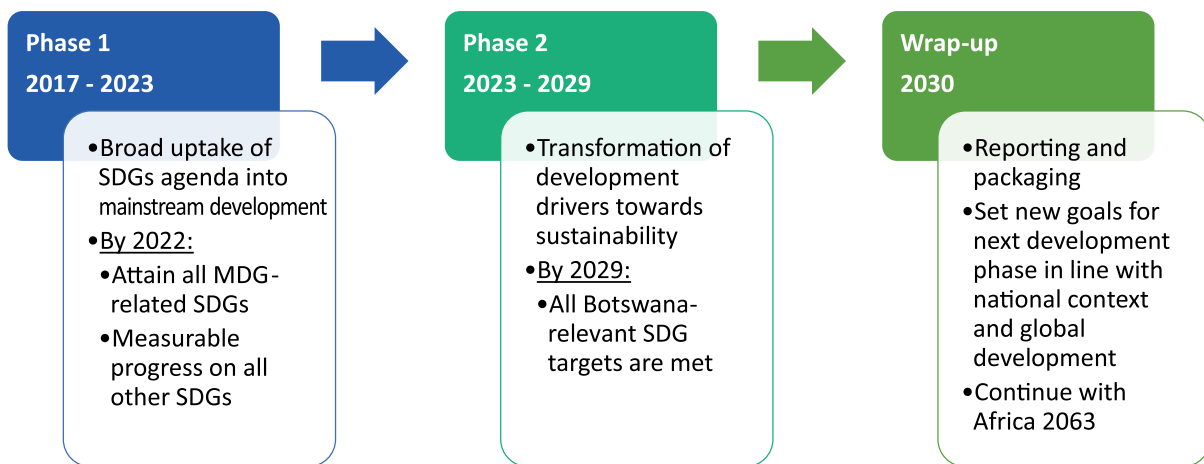 Phase 1
2017 - 2023
•Broad uptake of
SDGs agenda into
mainstream development
•By 2022:
•Attain all MDG-
related SDGs
•Measurable
progress on all
other SDGs
Phase 2
2023 - 2029
•Transformation of
development
drivers towards
sustainability
•By 2029:
•All Botswana-
relevant SDG
targets are met
Wrap-up
2030
•Reporting and
packaging
•Set new goals for
next development
phase in line with
national context
and global
development
•Continue with
Africa 2063